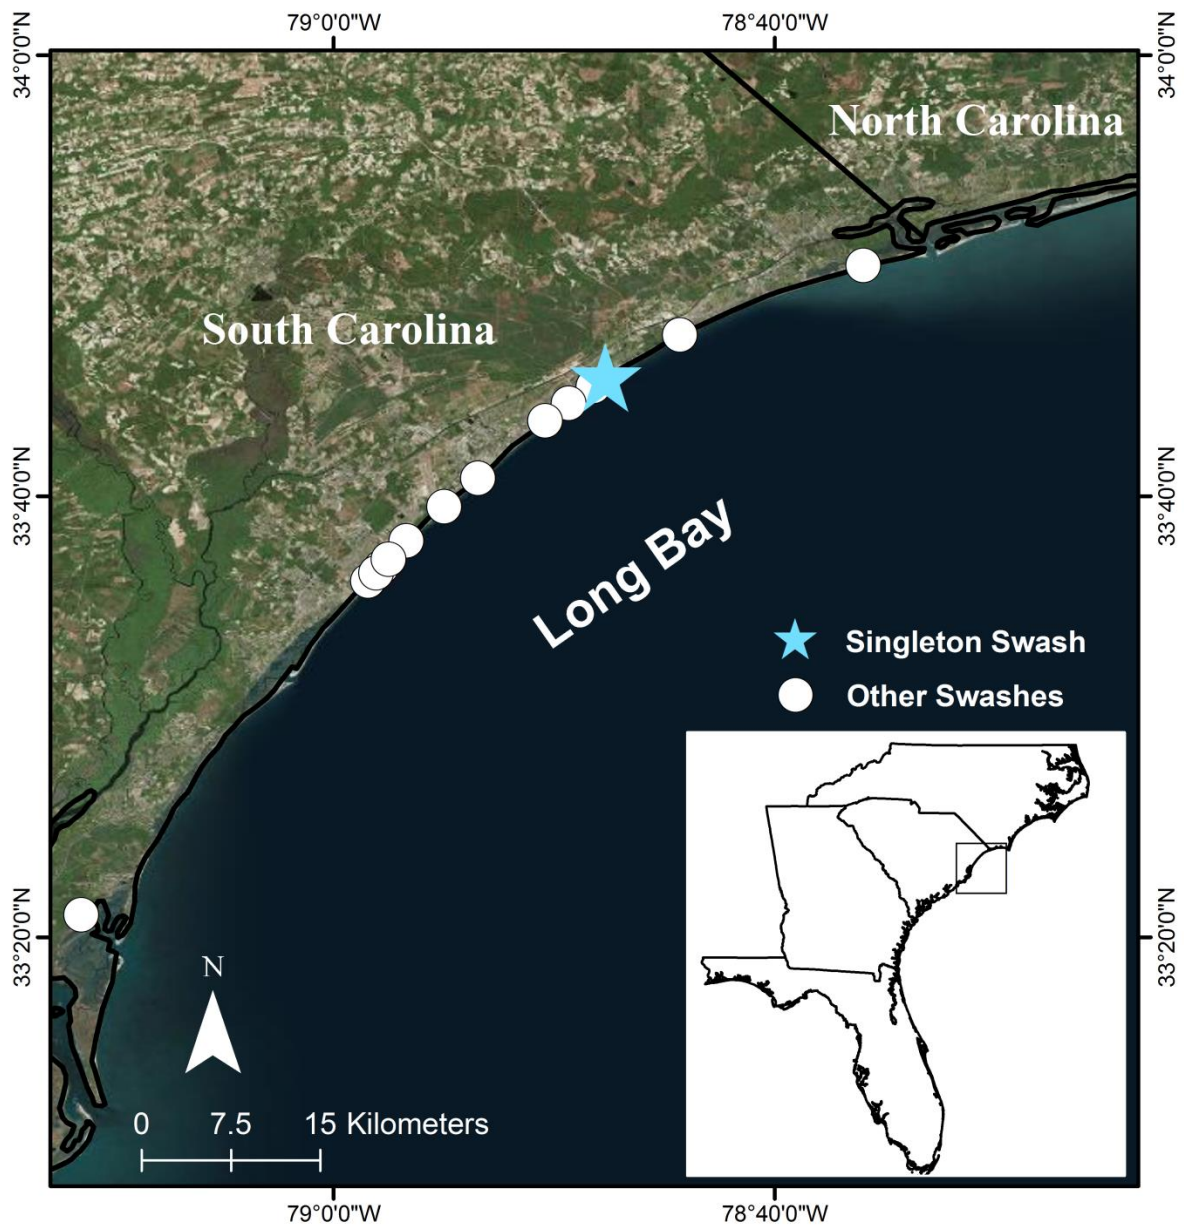 79°0'0"W
78°40'0"W
34°0'0"N
34°0'0"N
North Carolina
South Carolina
33°40'0"N
33°40'0"N
Long Bay
Singleton Swash
Other Swashes
33°20'0"N
33°20'0"N
N
0 7.5 15 Kilometers
79°0'0"W
78°40'0"W